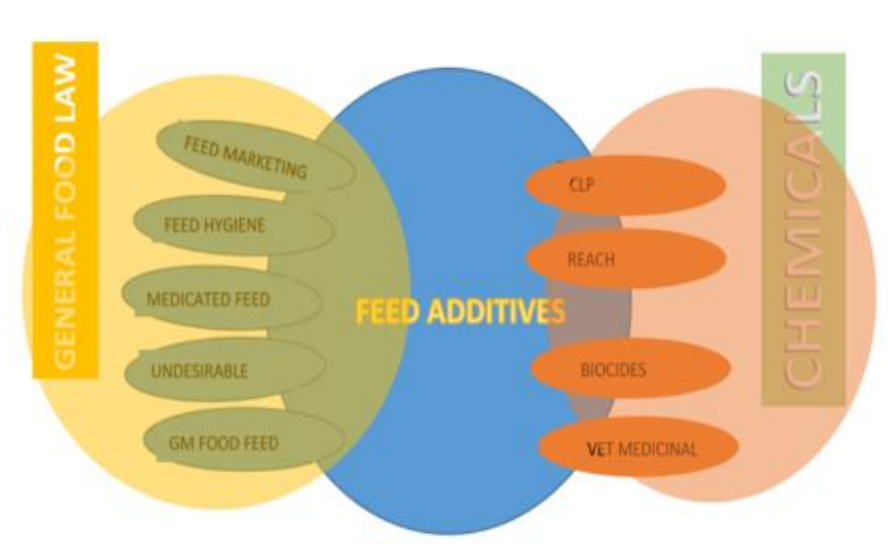 GENERAL FOOD LAW
FEED MARKETING
FEED HYGIENE
MEDICATED FEED
UNDESIRABLE
GM FOOD FEED
FEED ADDITIVES
CLP
REACH
BIOCIDES
VET MEDICINAL
CHEMICALS